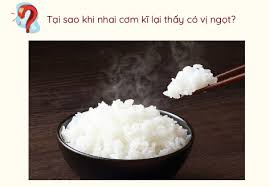 Tại sao khi nhai cơm kĩ lại thấy có vị ngọt?